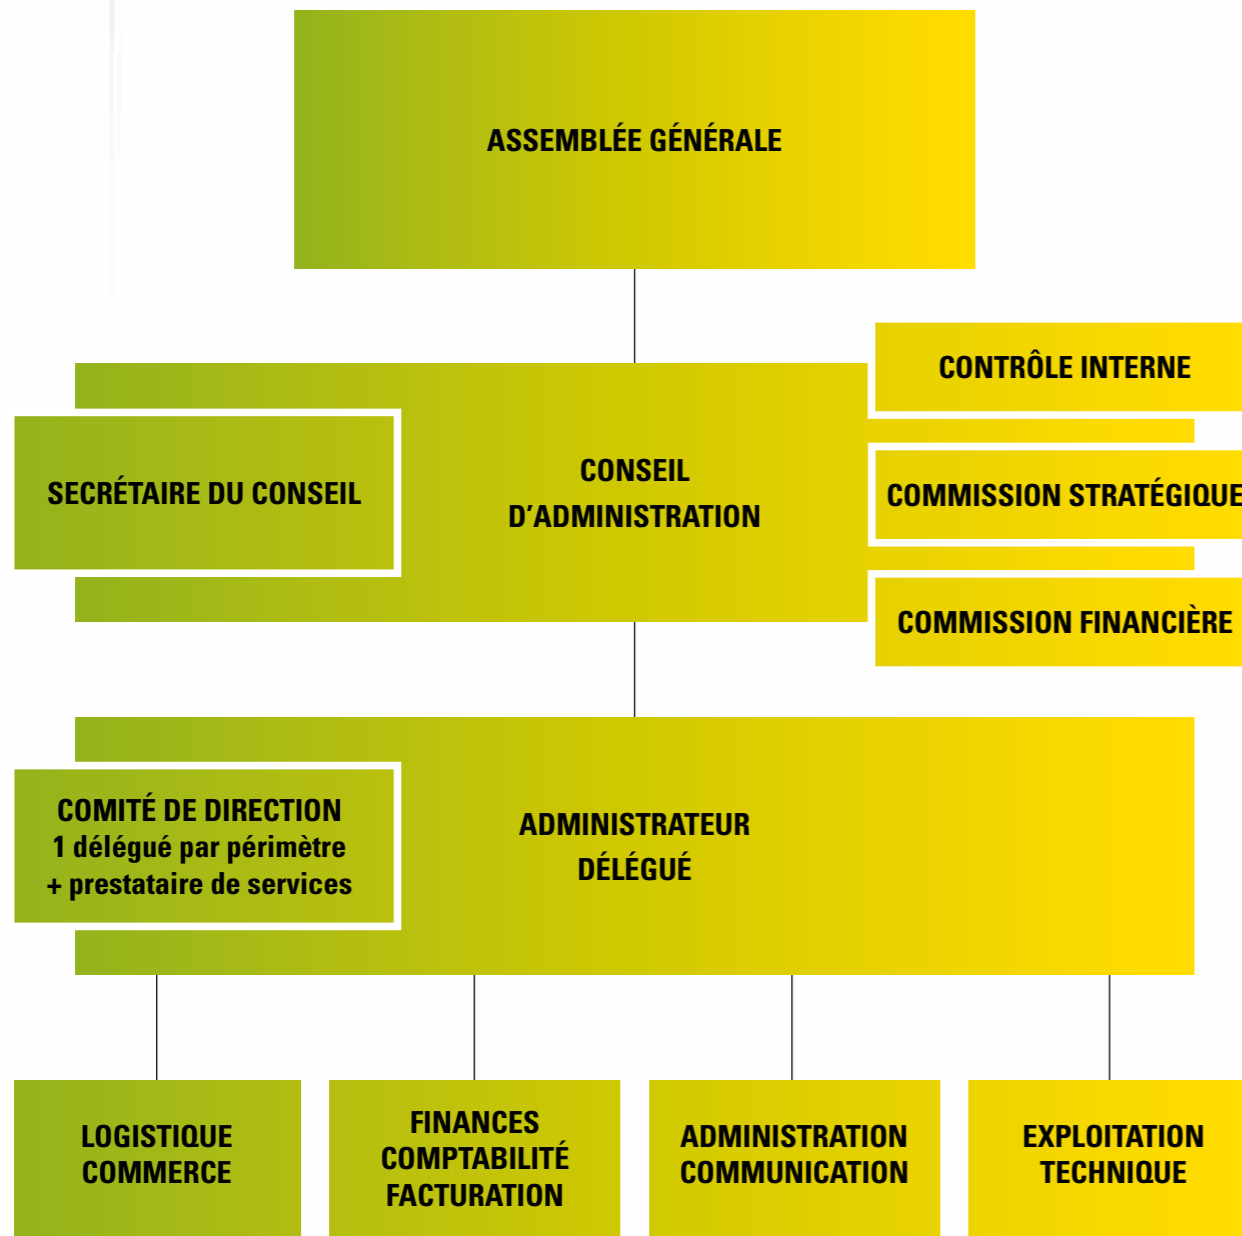 ASSEMBLÉE GÉNÉRALE
CONTRÔLE INTERNE
SECRÉTAIRE DU CONSEIL
CONSEIL
D’ADMINISTRATION
COMMISSION STRATÉGIQUE
COMMISSION FINANCIÈRE
COMITÉ DE DIRECTION
1 délégué par périmètre
+ prestataire de services
ADMINISTRATEUR
DÉLÉGUÉ
LOGISTIQUE
COMMERCE
FINANCES
COMPTABILITÉ
FACTURATION
ADMINISTRATION
COMMUNICATION
EXPLOITATION
TECHNIQUE